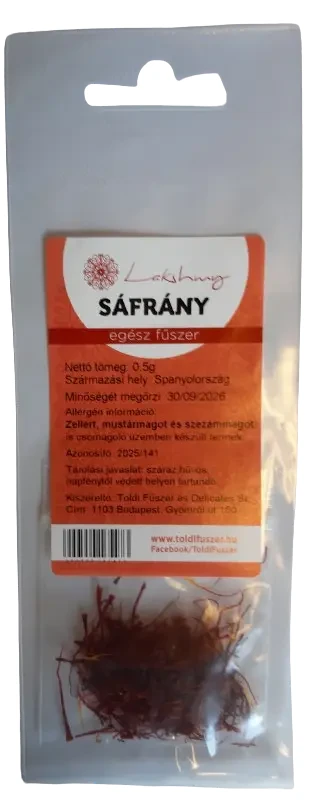 Lakshmy
SÁFRÁNY
egész fűszer
Nettó tömeg: 0.5g
Származási hely: Spanyolország
Minőségét megőrzi: 30/09/2026
Allergén információ:
Zellert, mustármagot és szezámmagot
is csomagoló üzemben készült termék.
Azonosító: 2025/141
Tárolási javaslat: száraz,hűvös,
napfénytől védett helyen tartandó.
Kiszerelte: Toldi Fűszer és Delicates
Cím: 1103 Budapest, Gyömrői út 150.
www.toldifuszer.hu
Facebook/ToldiFuszer